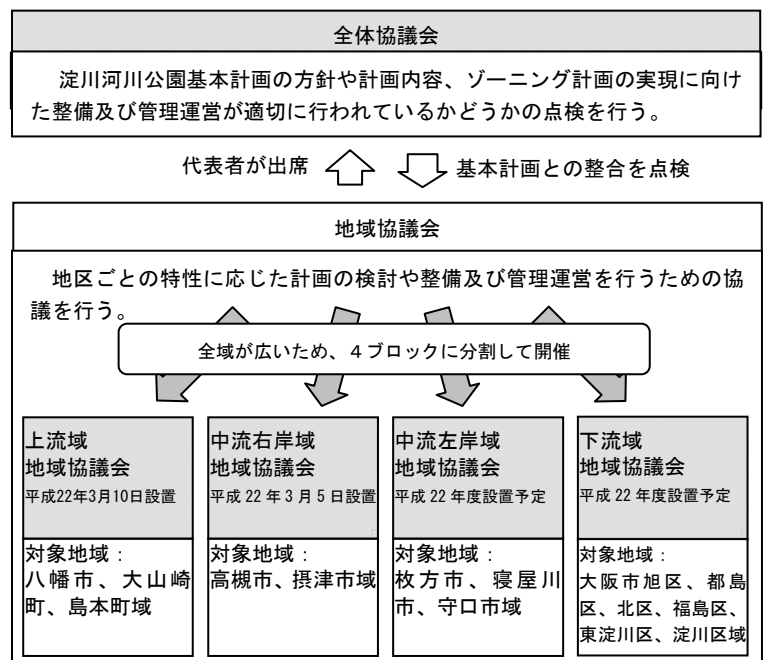 全体協議会
淀川河川公園基本計画の方針や計画内容、ゾーニング計画の実現に向け
た整備及び管理運営が適切に行われているかどうかの点検を行う。
代表者が出席
基本計画との整合を点検
地域協議会
地区ごとの特性に応じた計画の検討や整備及び管理運営を行うための協
議を行う。
全域が広いため、4ブロックに分割して開催
上流域
地域協議会
平成22年3月10日設置
対象地域：
八幡市、大山崎
町、島本町域
中流右岸域
地域協議会
平成 22 年 3 月 5 日設置
対象地域：
高槻市、摂津市域
中流左岸域
地域協議会
平成 22 年度設置予定
対象地域：
枚方市、寝屋川
市、守口市域
下流域
地域協議会
平成 22 年度設置予定
対象地域：
大阪市旭区、都島
区、北区、福島区、
東淀川区、淀川区域